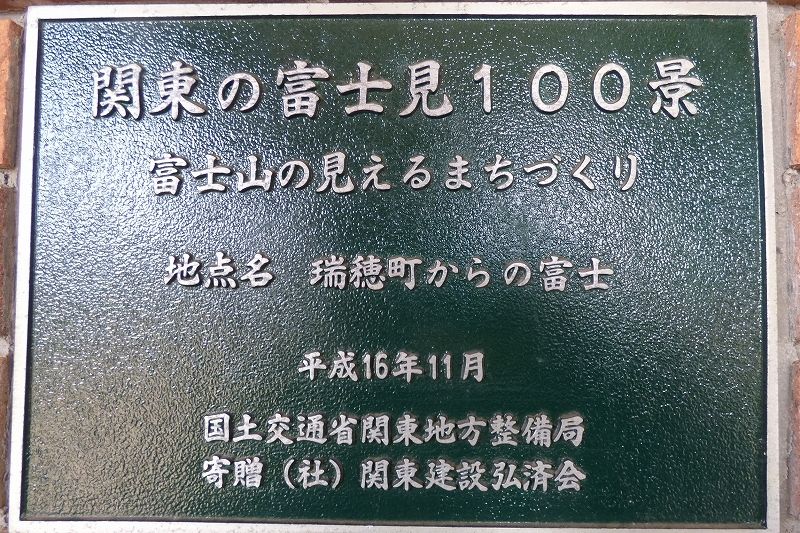 関東の富士見１００景
富士山の見えるまちづくり
地点名　瑞穂町からの富士
平成16年11月
国土交通省関東地方整備局
寄贈（社）関東建設弘済会